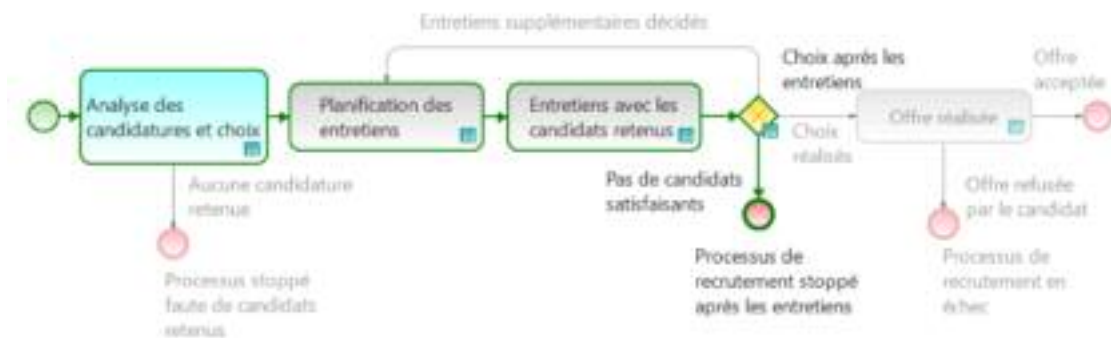 Entretiens supplémentaires décidés
Choix après les
entretiens
Offre
acceptée
Analyse des
candidatures et choix
Planification des
entretiens
Entretiens avec les
candidats retenus
Choix
réalisés
Offre réalisée
Aucune candidature
retenue
Pas de candidats
satisfaisants
Offre refusée
par le candidat
Processus stoppé
faute de candidats
retenus
Processus de
recrutement stoppé
après les entretiens
Processus de
recrutement en
échec